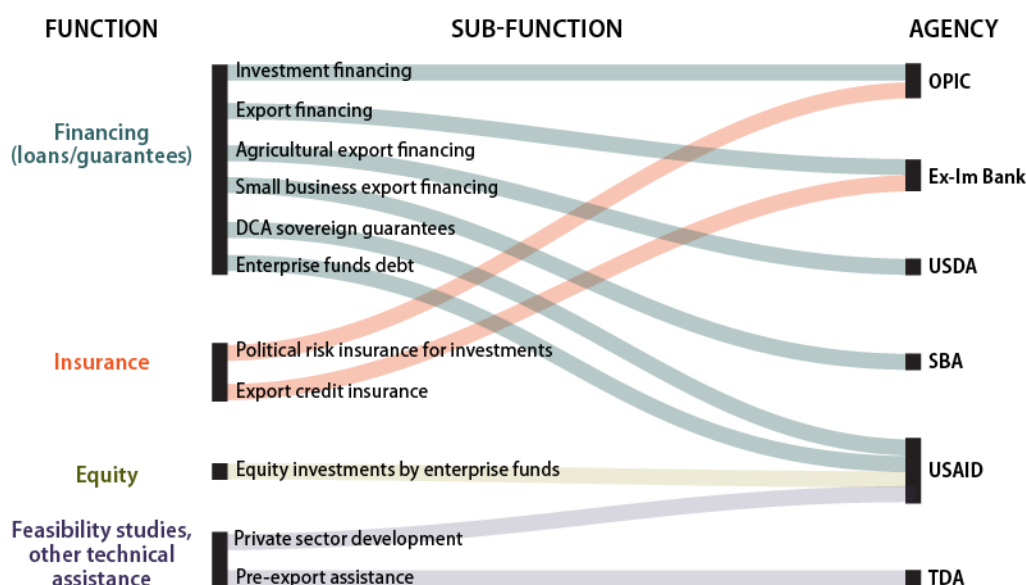 FUNCTION
SUB-FUNCTION
AGENCY
Financing
(loans/guarantees)
Investment financing
Export financing
Agricultural export financing
Small business export financing
DCA sovereign guarantees
Enterprise funds debt
Insurance
Political risk insurance for investments
Export credit insurance
Equity
Equity investments by enterprise funds
Feasibility studies,
other technical
assistance
Private sector development
Pre-export assistance
OPIC
Ex-Im Bank
USDA
SBA
USAID
TDA